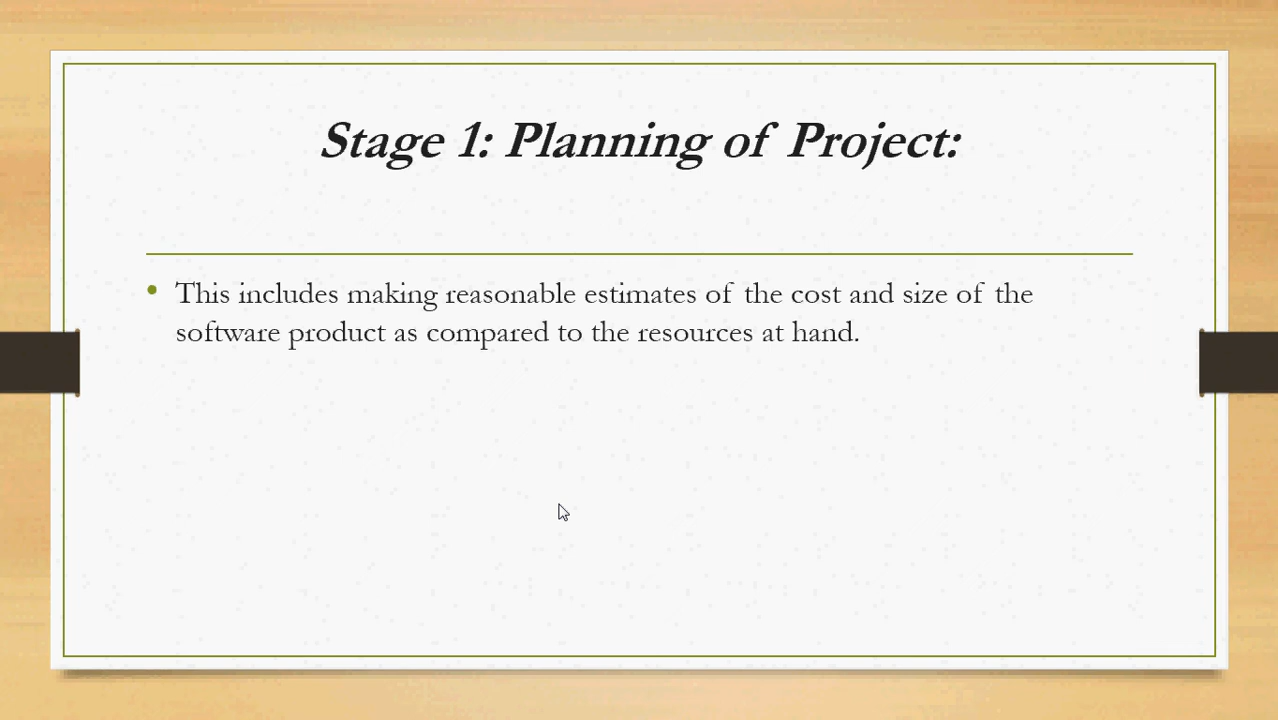 Stage 1: Planning of Project:
• This includes making reasonable estimates of the cost and size of the
software product as compared to the resources at hand.